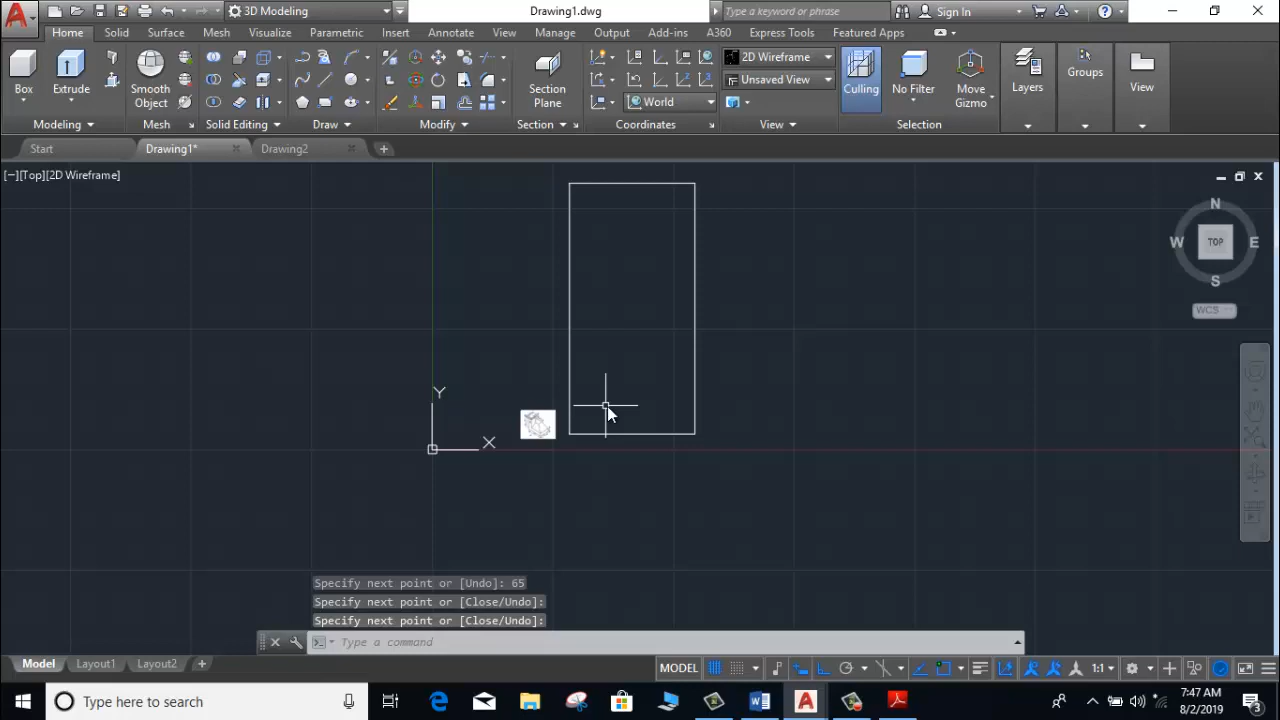 3D Modeling
Drawing1.dwg
Type a keyword or phrase
Sign In
Home Solid Surface Mesh Visualize Parametric Insert Annotate View Manage Output Add-ins A360 Express Tools Featured Apps
Box
Extrude
Smooth
Object
Section
Plane
World
2D Wireframe
Unsaved View
Culling
No Filter
Move
Gizmo
Layers
Groups
View
Modeling
Mesh
Solid Editing
Draw
Modify
Section
Coordinates
View
Selection
Start
Drawing1*
Drawing2
[−][Top][2D Wireframe]
N
W
TOP
E
S
WCS
Y
X
Specify next point or [Undo]: 65
Specify next point or [Close/Undo]:
Specify next point or [Close/Undo]:
Type a command
Model Layout1 Layout2
MODEL
1:1
Type here to search
7:47 AM
8/2/2019
3